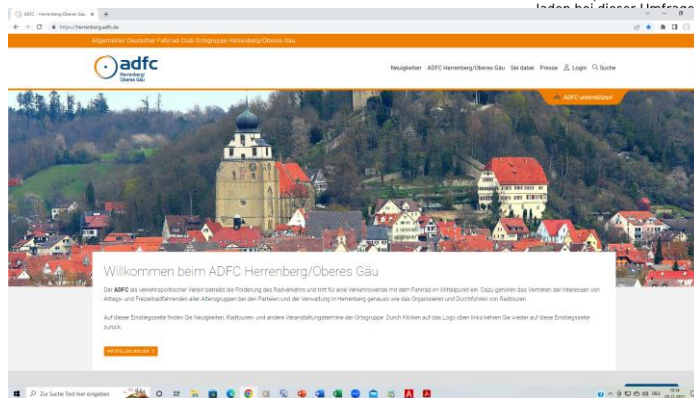 laden bei dieser Umfrage
ADFC - Herrenberg/Oberes Gäu
https://herrenberg.adfc.de
Allgemeiner Deutscher Fahrrad-Club Ortsgruppe Herrenberg/Oberes Gäu
adfc
Herrenberg/
Oberes Gäu
Neuigkeiten ADFC Herrenberg/Oberes Gäu Sei dabei Presse Login Suche
ADFC unterstützen
Willkommen beim ADFC Herrenberg/Oberes Gäu
Der ADFC als verkehrspolitischer Verein betreibt die Förderung des Radverkehrs und tritt für eine Verkehrswende mit dem Fahrrad im Mittelpunkt ein. Dazu gehören das Vertreten der Interessen von
Alltags- und Freizeitradfahrenden aller Altersgruppen bei den Parteien und der Verwaltung in Herrenberg genauso wie das Organisieren und Durchführen von Radtouren.
Auf dieser Einstiegsseite finden Sie Neuigkeiten, Radtouren- und andere Veranstaltungstermine der Ortsgruppe. Durch Klicken auf das Logo oben links kehren Sie wieder auf diese Einstiegsseite
zurück.
Zur Suche Text hier eingeben
DEU